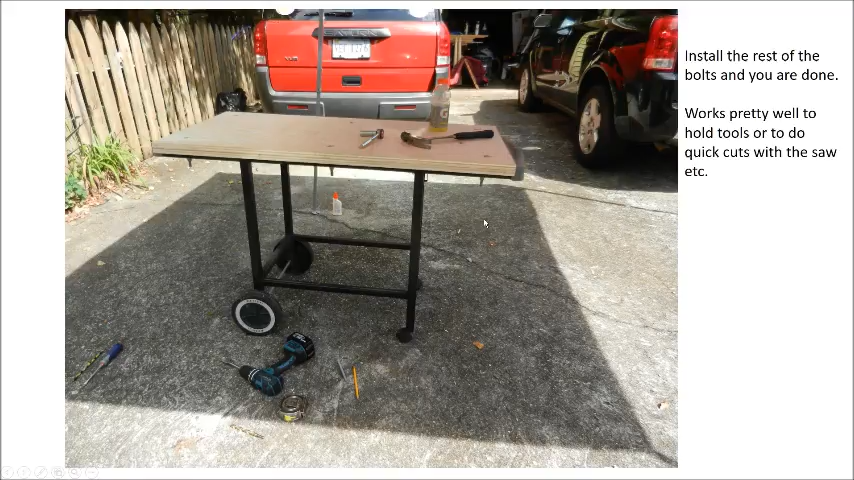 Install the rest of the
bolts and you are done.
Works pretty well to
hold tools or to do
quick cuts with the saw
etc.